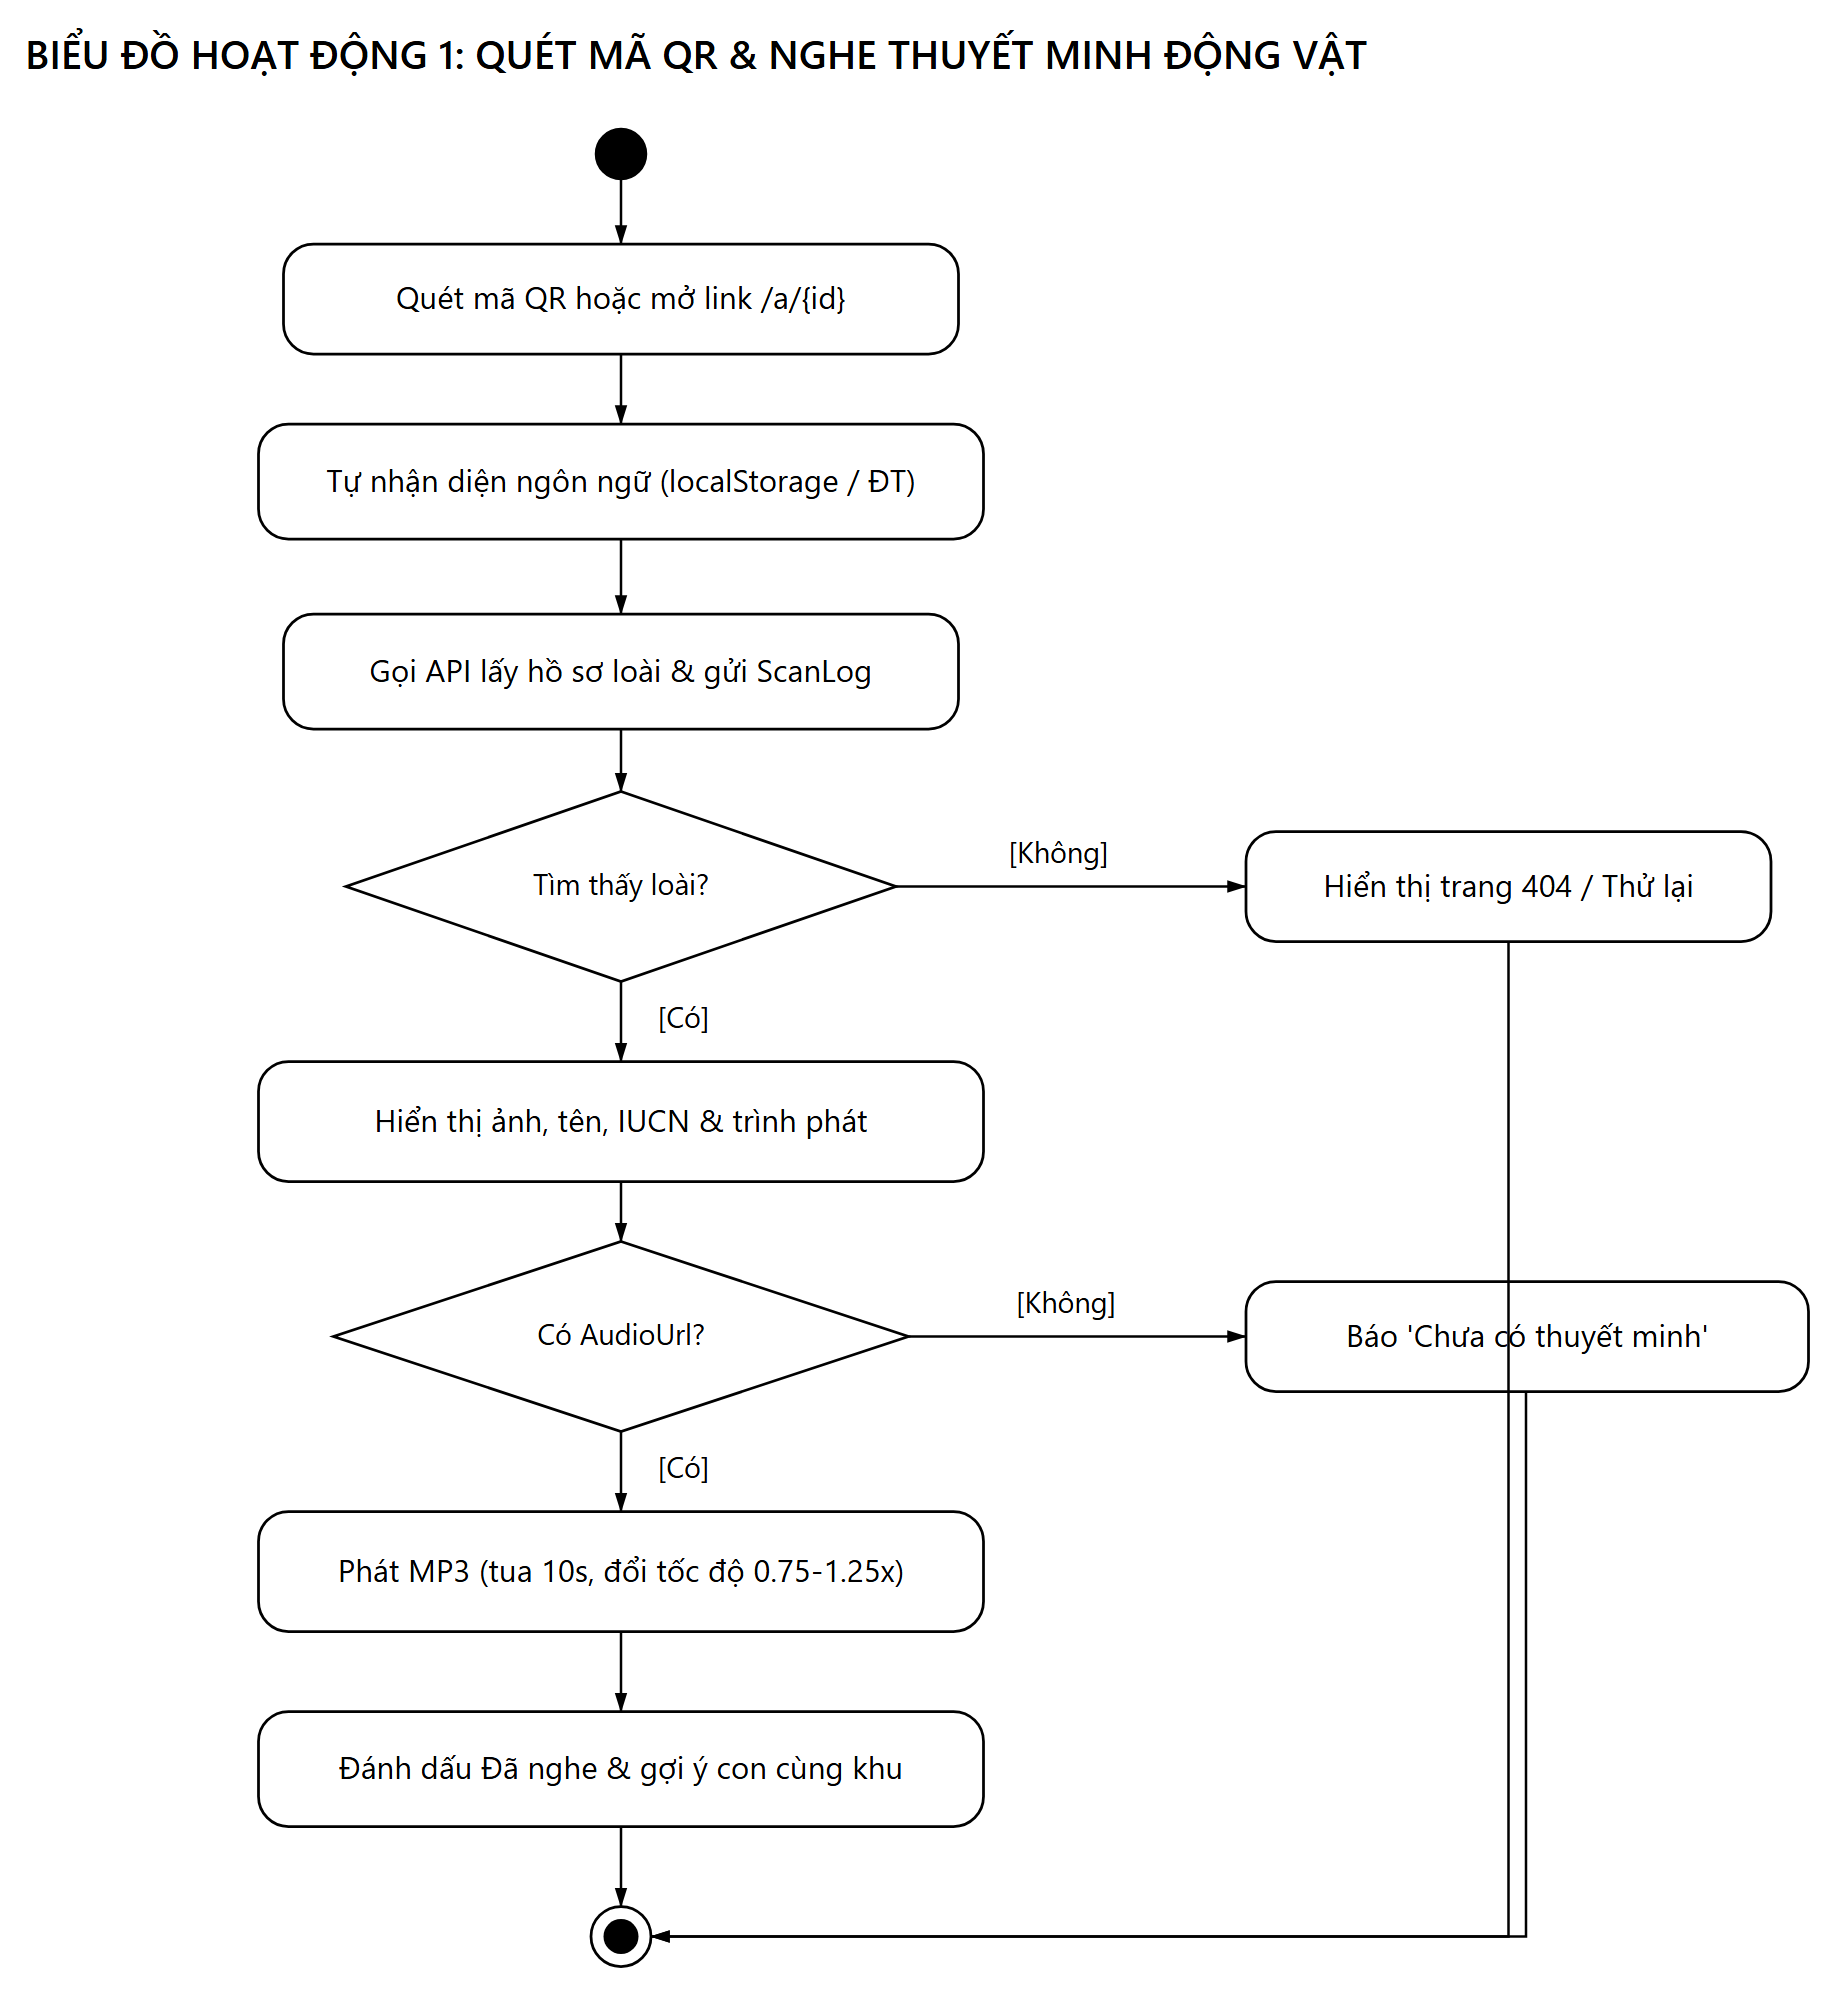 BIỂU ĐỒ HOẠT ĐỘNG 1: QUÉT MÃ QR & NGHE THUYẾT MINH ĐỘNG VẬT
Quét mã QR hoặc mở link /a/{id}
Tự nhận diện ngôn ngữ (localStorage / ĐT)
Gọi API lấy hồ sơ loài & gửi ScanLog
Tìm thấy loài?
[Không]
Hiển thị trang 404 / Thử lại
[Có]
Hiển thị ảnh, tên, IUCN & trình phát
Có AudioUrl?
[Không]
Báo 'Chưa có thuyết minh'
[Có]
Phát MP3 (tua 10s, đổi tốc độ 0.75-1.25x)
Đánh dấu Đã nghe & gợi ý con cùng khu